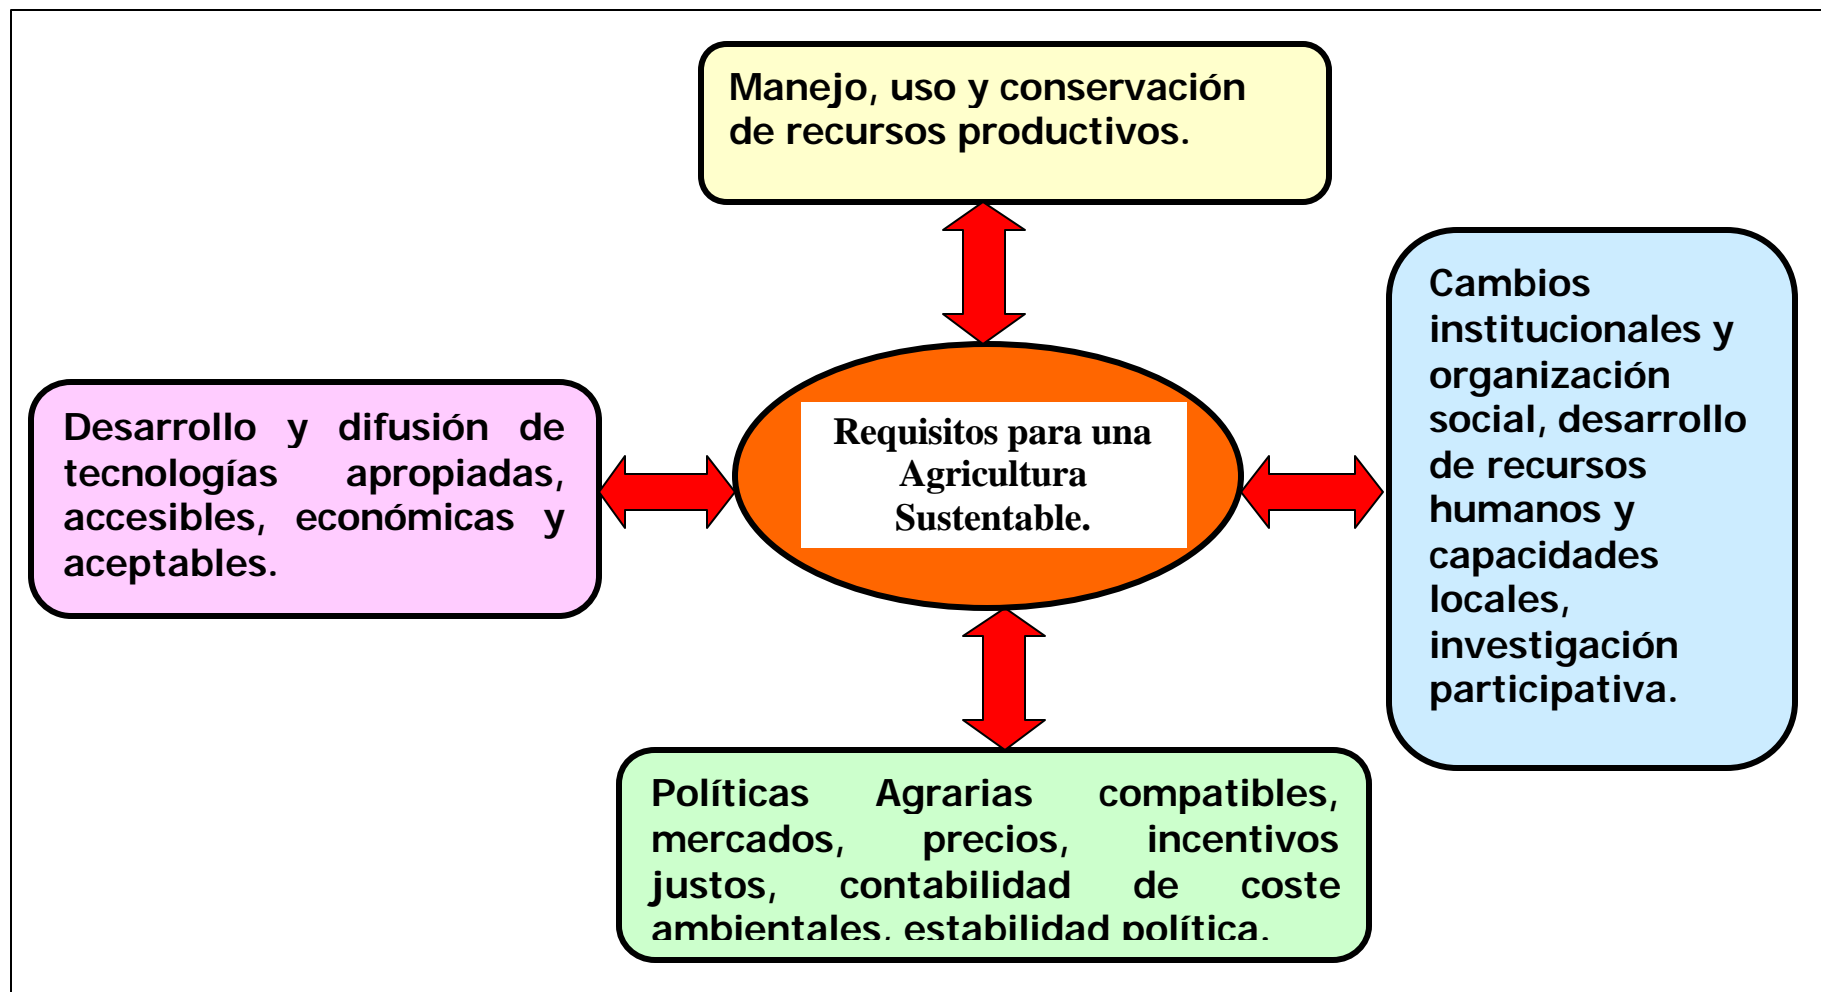 Manejo, uso y conservación
de recursos productivos.
Cambios
institucionales y
organización
social, desarrollo
de recursos
humanos y
capacidades
locales,
investigación
participativa.
Desarrollo y difusión de
tecnologías apropiadas,
accesibles, económicas y
aceptables.
Requisitos para una
Agricultura
Sustentable.
Políticas Agrarias compatibles,
mercados, precios, incentivos
justos, contabilidad de coste
ambientales, estabilidad política.